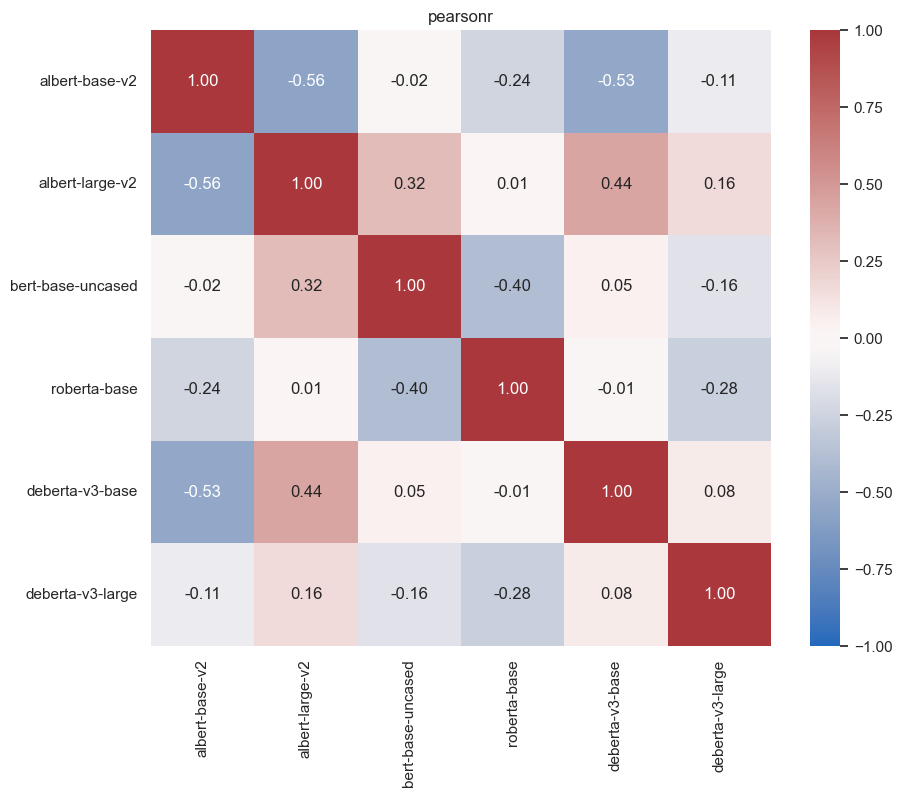 pearsonr
albert-base-v2 1.00 -0.56 -0.02 -0.24 -0.53 -0.11
albert-large-v2 -0.56 1.00 0.32 0.01 0.44 0.16
bert-base-uncased -0.02 0.32 1.00 -0.40 0.05 -0.16
roberta-base -0.24 0.01 -0.40 1.00 -0.01 -0.28
deberta-v3-base -0.53 0.44 0.05 -0.01 1.00 0.08
deberta-v3-large -0.11 0.16 -0.16 -0.28 0.08 1.00
albert-base-v2
albert-large-v2
bert-base-uncased
roberta-base
deberta-v3-base
deberta-v3-large
1.00
0.75
0.50
0.25
0.00
−0.25
−0.50
−0.75
−1.00